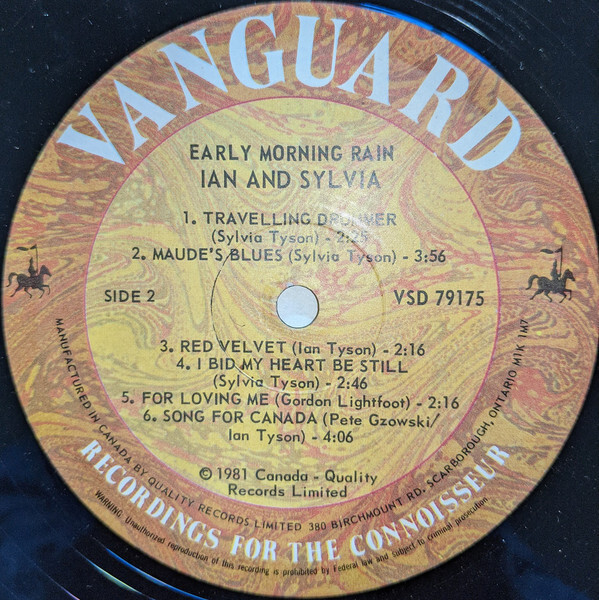 VANGUARD
EARLY MORNING RAIN
IAN AND SYLVIA
1. TRAVELLING DRUMMER
(Sylvia Tyson) - 2:25
2. MAUDE'S BLUES (Sylvia Tyson) - 3:56
SIDE 2
VSD 79175
3. RED VELVET (Ian Tyson) - 2:16
4. I BID MY HEART BE STILL
(Sylvia Tyson) - 2:46
5. FOR LOVING ME (Gordon Lightfoot) - 2:16
6. SONG FOR CANADA (Pete Gzowski/
Ian Tyson) - 4:06
© 1981 Canada - Quality
Records Limited
MANUFACTURED IN CANADA BY QUALITY RECORDS LIMITED 380 BIRCHMOUNT RD. SCARBOROUGH, ONTARIO M1K 1M7
RECORDINGS FOR THE CONNOISSEUR
WARNING: Unauthorized reproduction of this recording is prohibited by Federal law and subject to criminal prosecution.